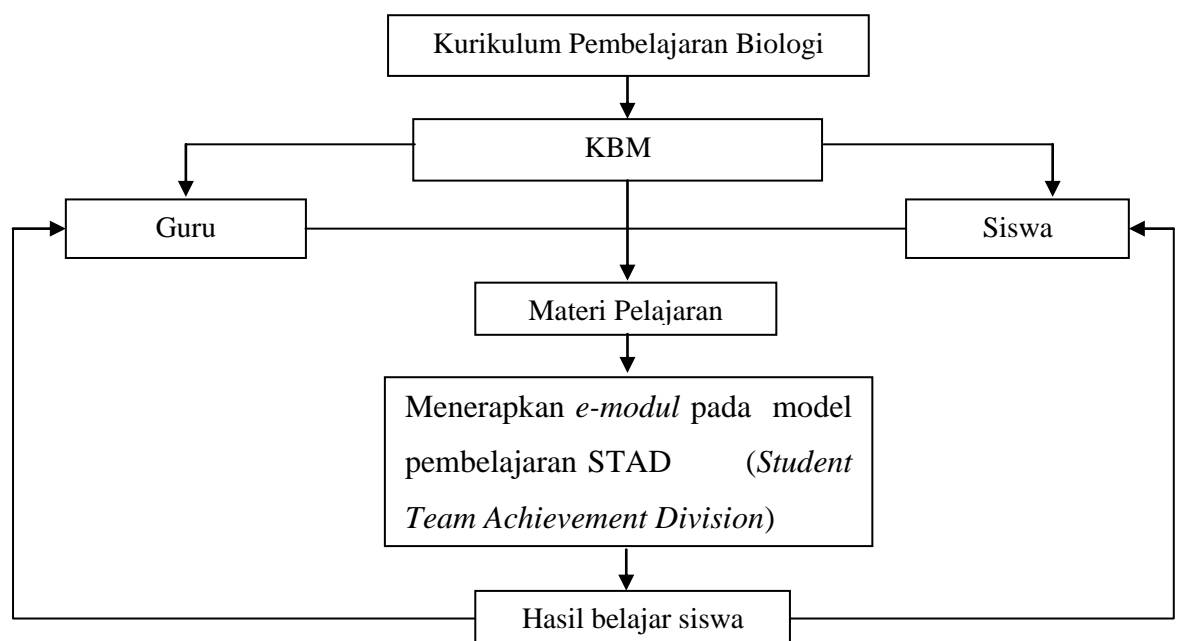 Kurikulum Pembelajaran Biologi
KBM
Guru
Siswa
Materi Pelajaran
Menerapkan e-modul pada model
pembelajaran STAD (Student
Team Achievement Division)
Hasil belajar siswa